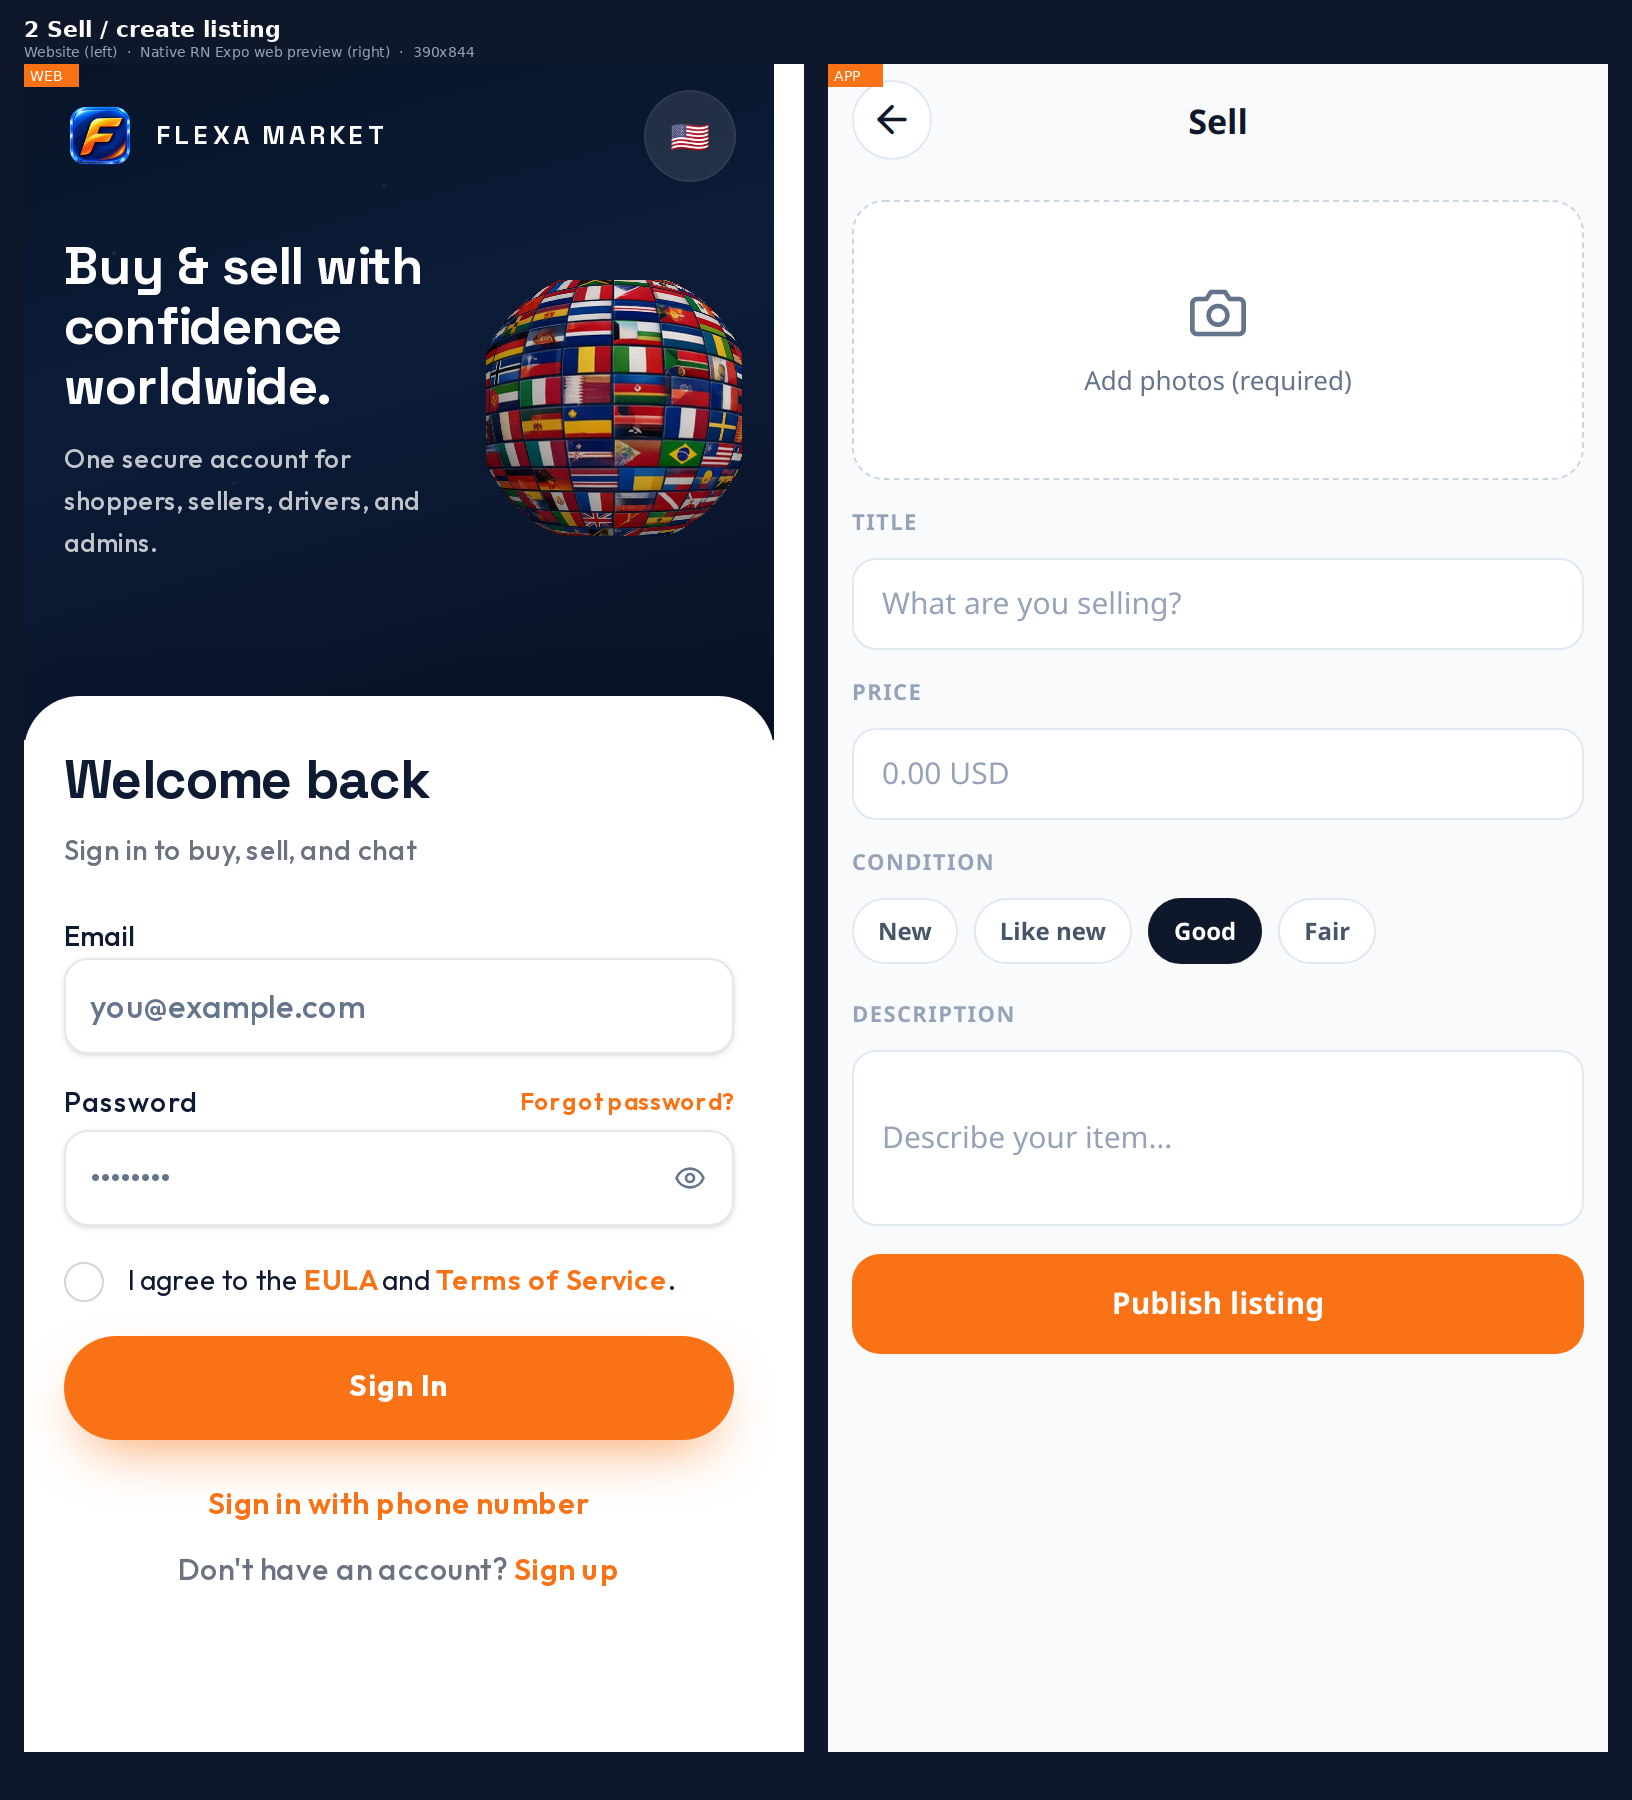 2 Sell / create listing
Website (left) · Native RN Expo web preview (right) · 390x844
WEB
FLEXA MARKET
Buy & sell with
confidence
worldwide.
One secure account for
shoppers, sellers, drivers, and
admins.
Welcome back
Sign in to buy, sell, and chat
Email
you@example.com
Password
Forgot password?
••••••••
I agree to the EULA and Terms of Service.
Sign In
Sign in with phone number
Don't have an account? Sign up
APP
Sell
Add photos (required)
TITLE
What are you selling?
PRICE
0.00 USD
CONDITION
New
Like new
Good
Fair
DESCRIPTION
Describe your item...
Publish listing